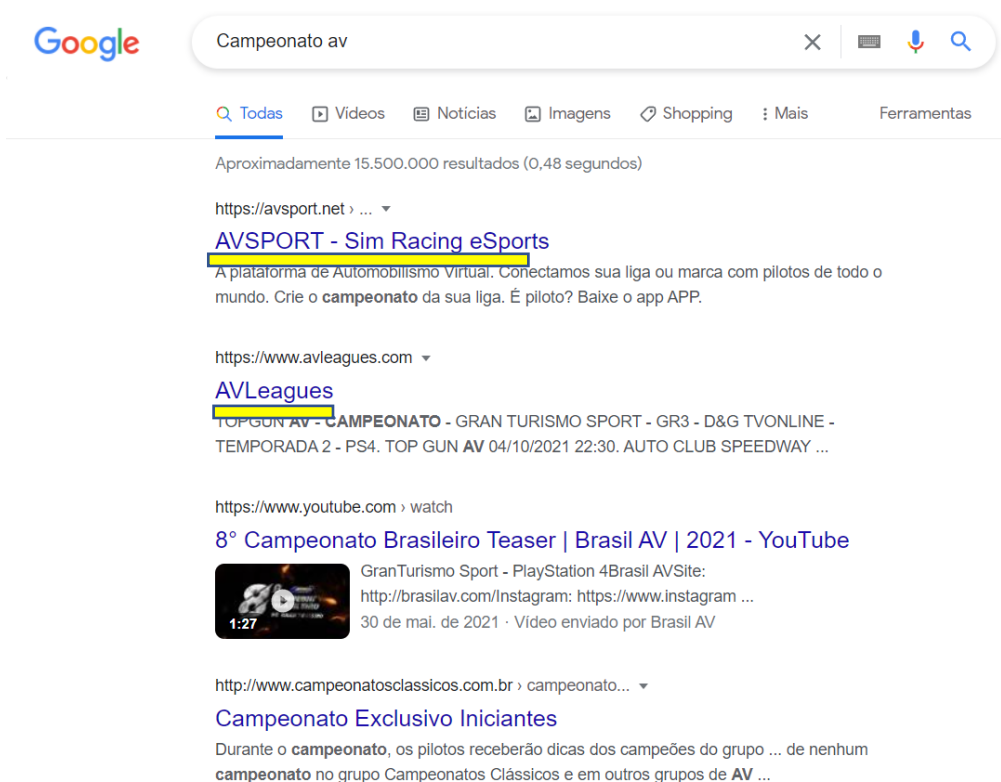 Google
Campeonato av
Todas Vídeos Notícias Imagens Shopping Mais Ferramentas
Aproximadamente 15.500.000 resultados (0,48 segundos)
https://avsport.net › ...
AVSPORT - Sim Racing eSports
A plataforma de Automobilismo Virtual. Conectamos sua liga ou marca com pilotos de todo o
mundo. Crie o campeonato da sua liga. É piloto? Baixe o app APP.
https://www.avleagues.com
AVLeagues
TOPGUN AV - CAMPEONATO - GRAN TURISMO SPORT - GR3 - D&G TVONLINE -
TEMPORADA 2 - PS4. TOP GUN AV 04/10/2021 22:30. AUTO CLUB SPEEDWAY ...
https://www.youtube.com › watch
8° Campeonato Brasileiro Teaser | Brasil AV | 2021 - YouTube
GranTurismo Sport - PlayStation 4Brasil AVSite:
http://brasilav.com/Instagram: https://www.instagram ...
1:27
30 de mai. de 2021 · Vídeo enviado por Brasil AV
http://www.campeonatosclassicos.com.br › campeonato...
Campeonato Exclusivo Iniciantes
Durante o campeonato, os pilotos receberão dicas dos campeões do grupo ... de nenhum
campeonato no grupo Campeonatos Clássicos e em outros grupos de AV ...